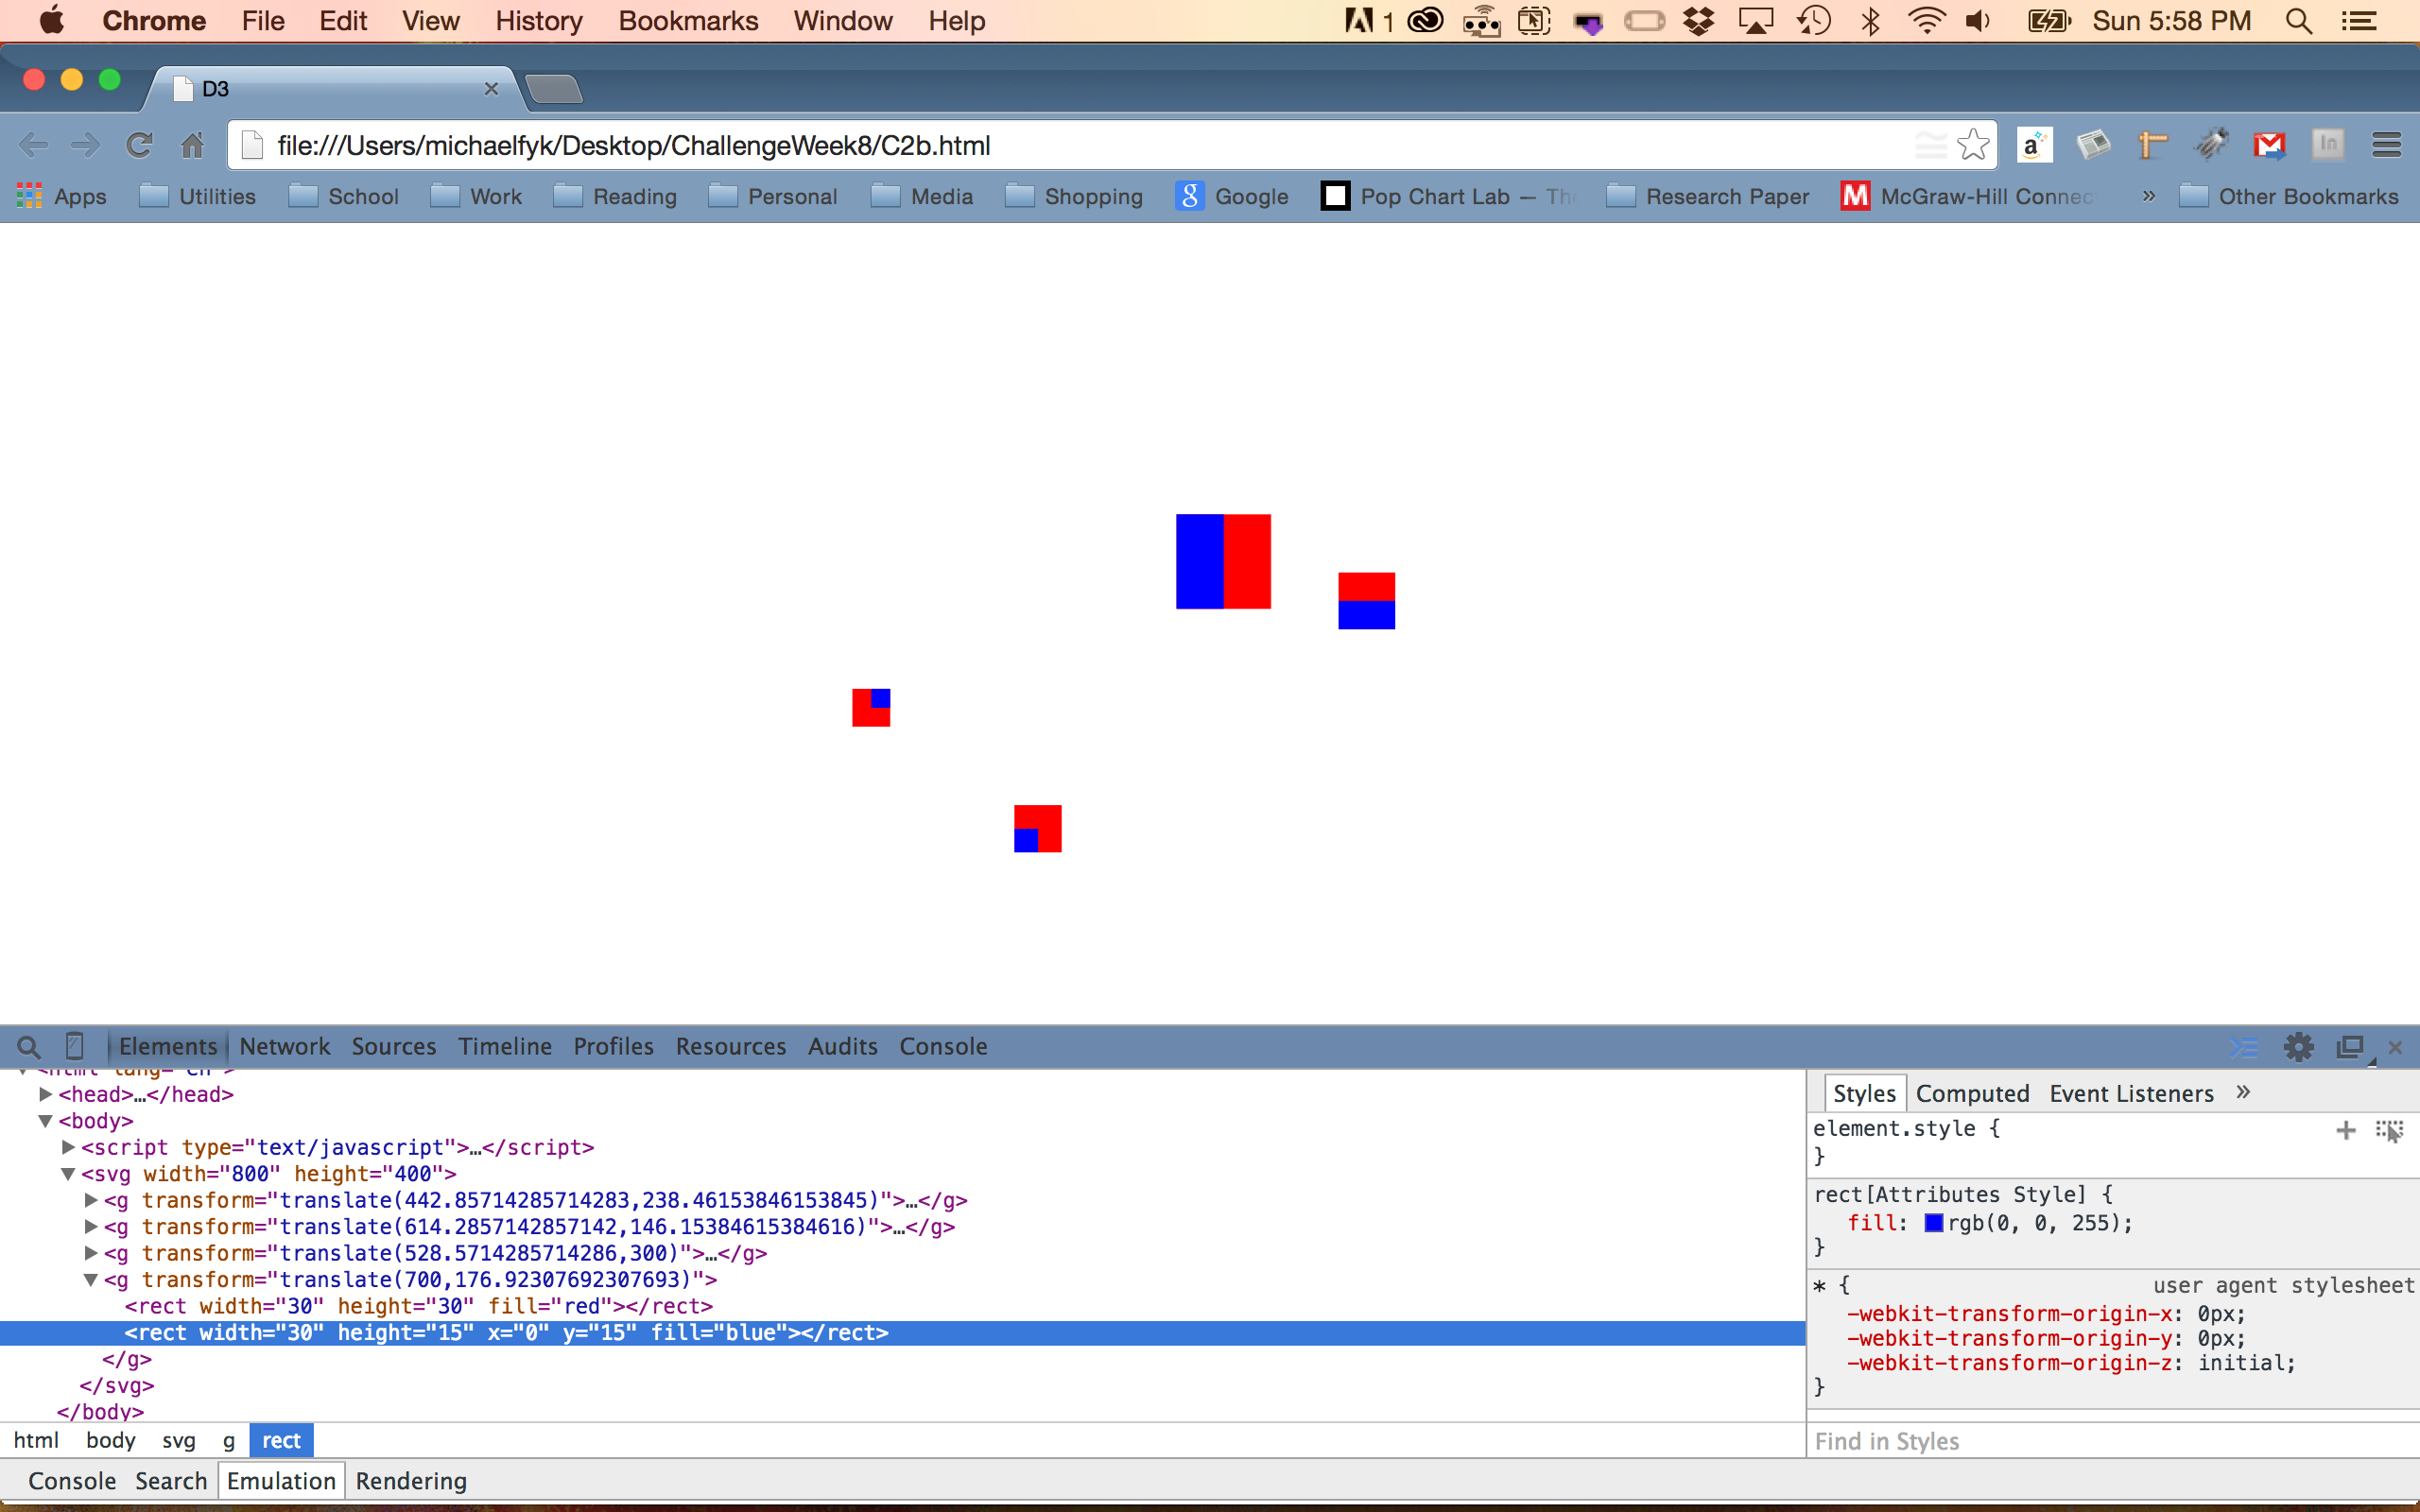 Chrome File Edit View History Bookmarks Window Help 1 Sun 5:58 PM
D3
file:///Users/michaelfyk/Desktop/ChallengeWeek8/C2b.html a In
Apps Utilities School Work Reading Personal Media Shopping g Google Pop Chart Lab — The Research Paper M McGraw-Hill Connec » Other Bookmarks
Elements Network Sources Timeline Profiles Resources Audits Console
<html lang="en">
<head>…</head>
<body>
<script type="text/javascript">…</script>
<svg width="800" height="400">
<g transform="translate(442.85714285714283,238.46153846153845)">…</g>
<g transform="translate(614.2857142857142,146.15384615384616)">…</g>
<g transform="translate(528.5714285714286,300)">…</g>
<g transform="translate(700,176.92307692307693)">
<rect width="30" height="30" fill="red"></rect>
<rect width="30" height="15" x="0" y="15" fill="blue"></rect>
</g>
</svg>
</body>
html body svg g rect
Styles Computed Event Listeners »
element.style {
}
rect[Attributes Style] {
fill: rgb(0, 0, 255);
}
* { user agent stylesheet
-webkit-transform-origin-x: 0px;
-webkit-transform-origin-y: 0px;
-webkit-transform-origin-z: initial;
}
Find in Styles
Console Search Emulation Rendering